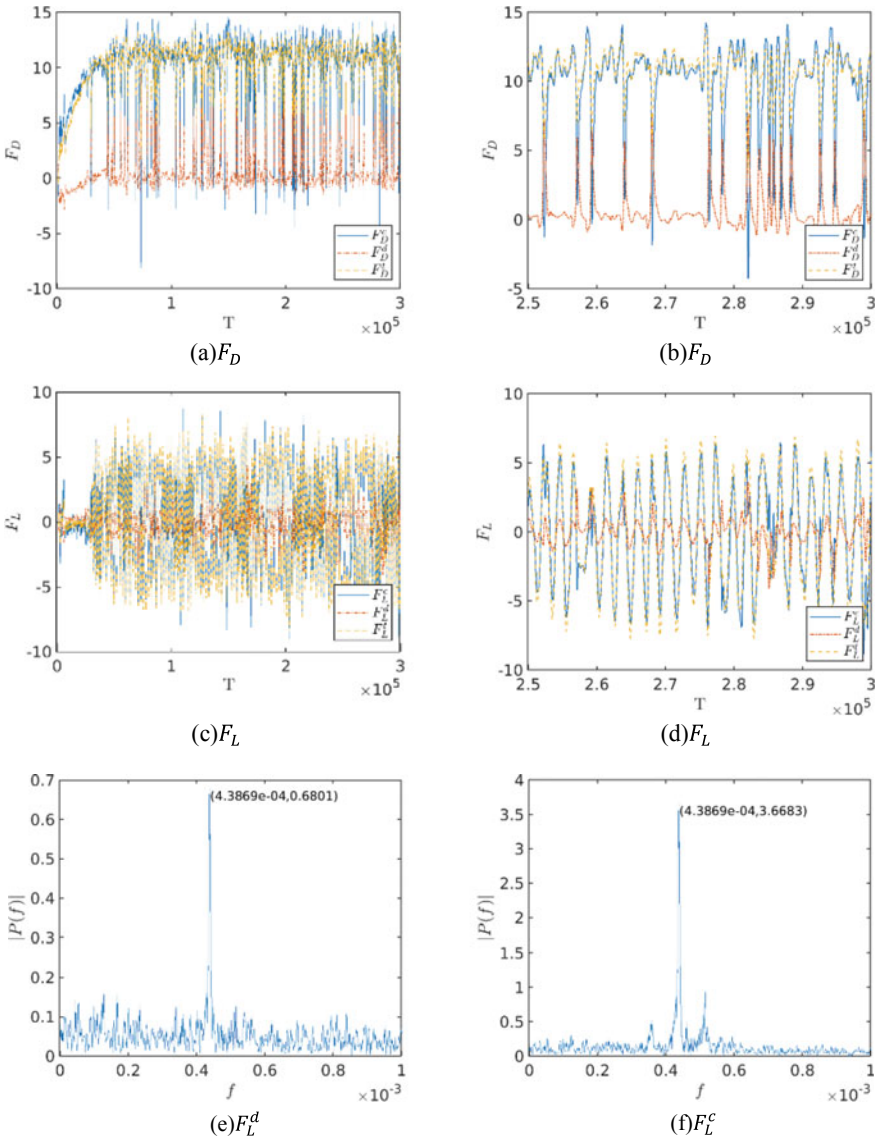 15
10
5
0
-5
-10
F_D
0 1 2 3
T
×10^5
F_D^c
F_D^d
F_D^t
(a)F_D
15
10
5
0
-5
F_D
2.5 2.6 2.7 2.8 2.9 3
T
×10^5
F_D^c
F_D^d
F_D^t
(b)F_D
10
5
0
-5
-10
F_L
0 1 2 3
T
×10^5
F_L^c
F_L^d
F_L^t
(c)F_L
10
5
0
-5
-10
F_L
2.5 2.6 2.7 2.8 2.9 3
T
×10^5
F_L^c
F_L^d
F_L^t
(d)F_L
0.7
0.6
0.5
0.4
0.3
0.2
0.1
0
|P(f)|
(4.3869e-04,0.6801)
0 0.2 0.4 0.6 0.8 1
f
×10^-3
(e)F_L^d
4
3.5
3
2.5
2
1.5
1
0.5
0
|P(f)|
(4.3869e-04,3.6683)
0 0.2 0.4 0.6 0.8 1
f
×10^-3
(f)F_L^c